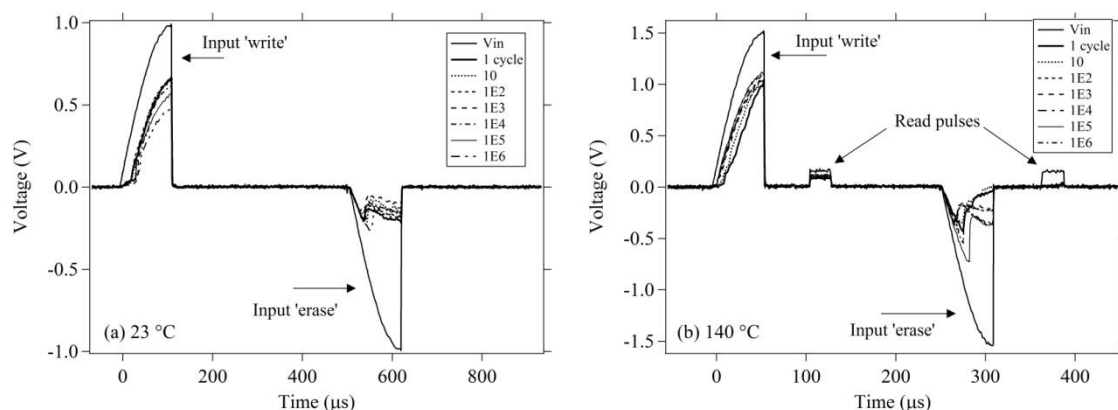 1.0
0.5
0.0
-0.5
-1.0
Voltage (V)
Input 'write'
Vin
1 cycle
10
1E2
1E3
1E4
1E5
1E6
Input 'erase'
(a) 23 °C
0
200
400
600
800
Time (μs)
1.5
1.0
0.5
0.0
-0.5
-1.0
-1.5
Voltage (V)
Input 'write'
Vin
1 cycle
10
1E2
1E3
1E4
1E5
1E6
Read pulses
Input 'erase'
(b) 140 °C
0
100
200
300
400
Time (μs)